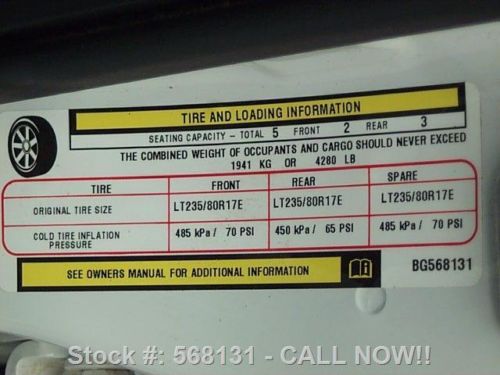 TIRE AND LOADING INFORMATION
SEATING CAPACITY - TOTAL 5 FRONT 2 REAR 3
THE COMBINED WEIGHT OF OCCUPANTS AND CARGO SHOULD NEVER EXCEED
1941 KG OR 4280 LB
TIRE FRONT REAR SPARE
ORIGINAL TIRE SIZE LT235/80R17E LT235/80R17E LT235/80R17E
COLD TIRE INFLATION PRESSURE 485 kPa / 70 PSI 450 kPa / 65 PSI 485 kPa / 70 PSI
SEE OWNERS MANUAL FOR ADDITIONAL INFORMATION
BG568131
Stock #: 568131 - CALL NOW!!